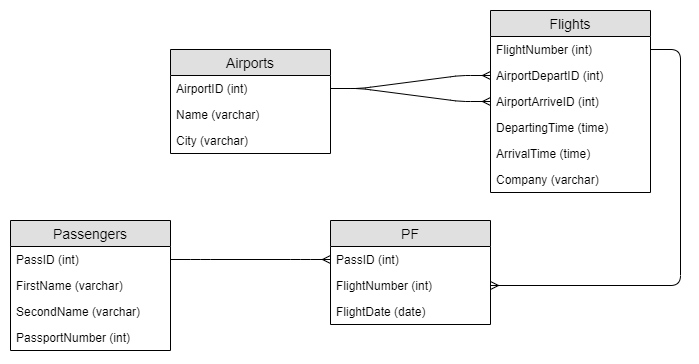 Flights
FlightNumber (int)
AirportDepartID (int)
AirportArriveID (int)
DepartingTime (time)
ArrivalTime (time)
Company (varchar)
Airports
AirportID (int)
Name (varchar)
City (varchar)
Passengers
PassID (int)
FirstName (varchar)
SecondName (varchar)
PassportNumber (int)
PF
PassID (int)
FlightNumber (int)
FlightDate (date)